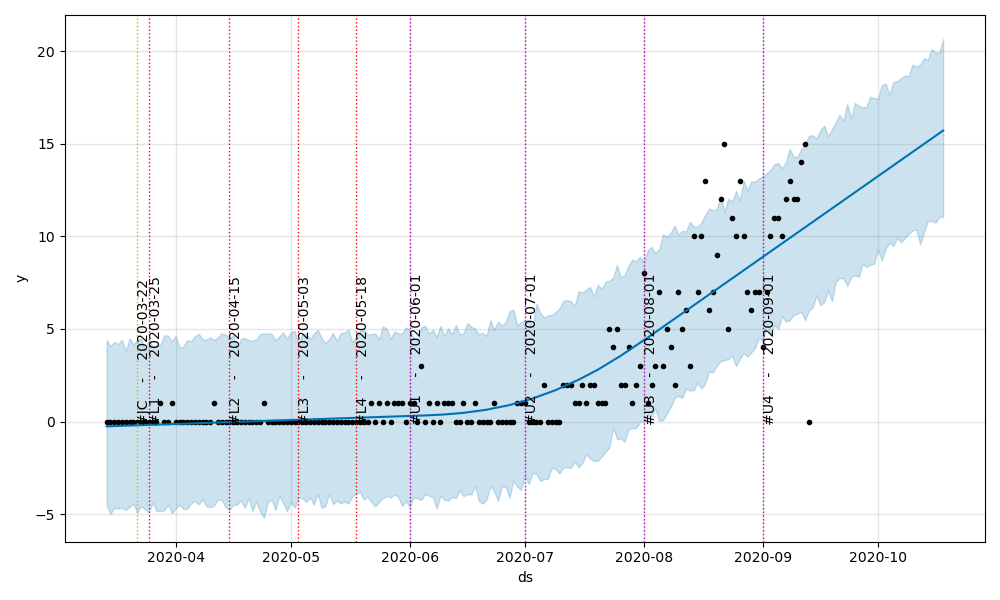 20
15
10
5
0
−5
y
#JC - 2020-03-22
#L1 - 2020-03-25
#L2 - 2020-04-15
#L3 - 2020-05-03
#L4 - 2020-05-18
#U1 - 2020-06-01
#U2 - 2020-07-01
#U3 - 2020-08-01
#U4 - 2020-09-01
2020-04 2020-05 2020-06 2020-07 2020-08 2020-09 2020-10
ds